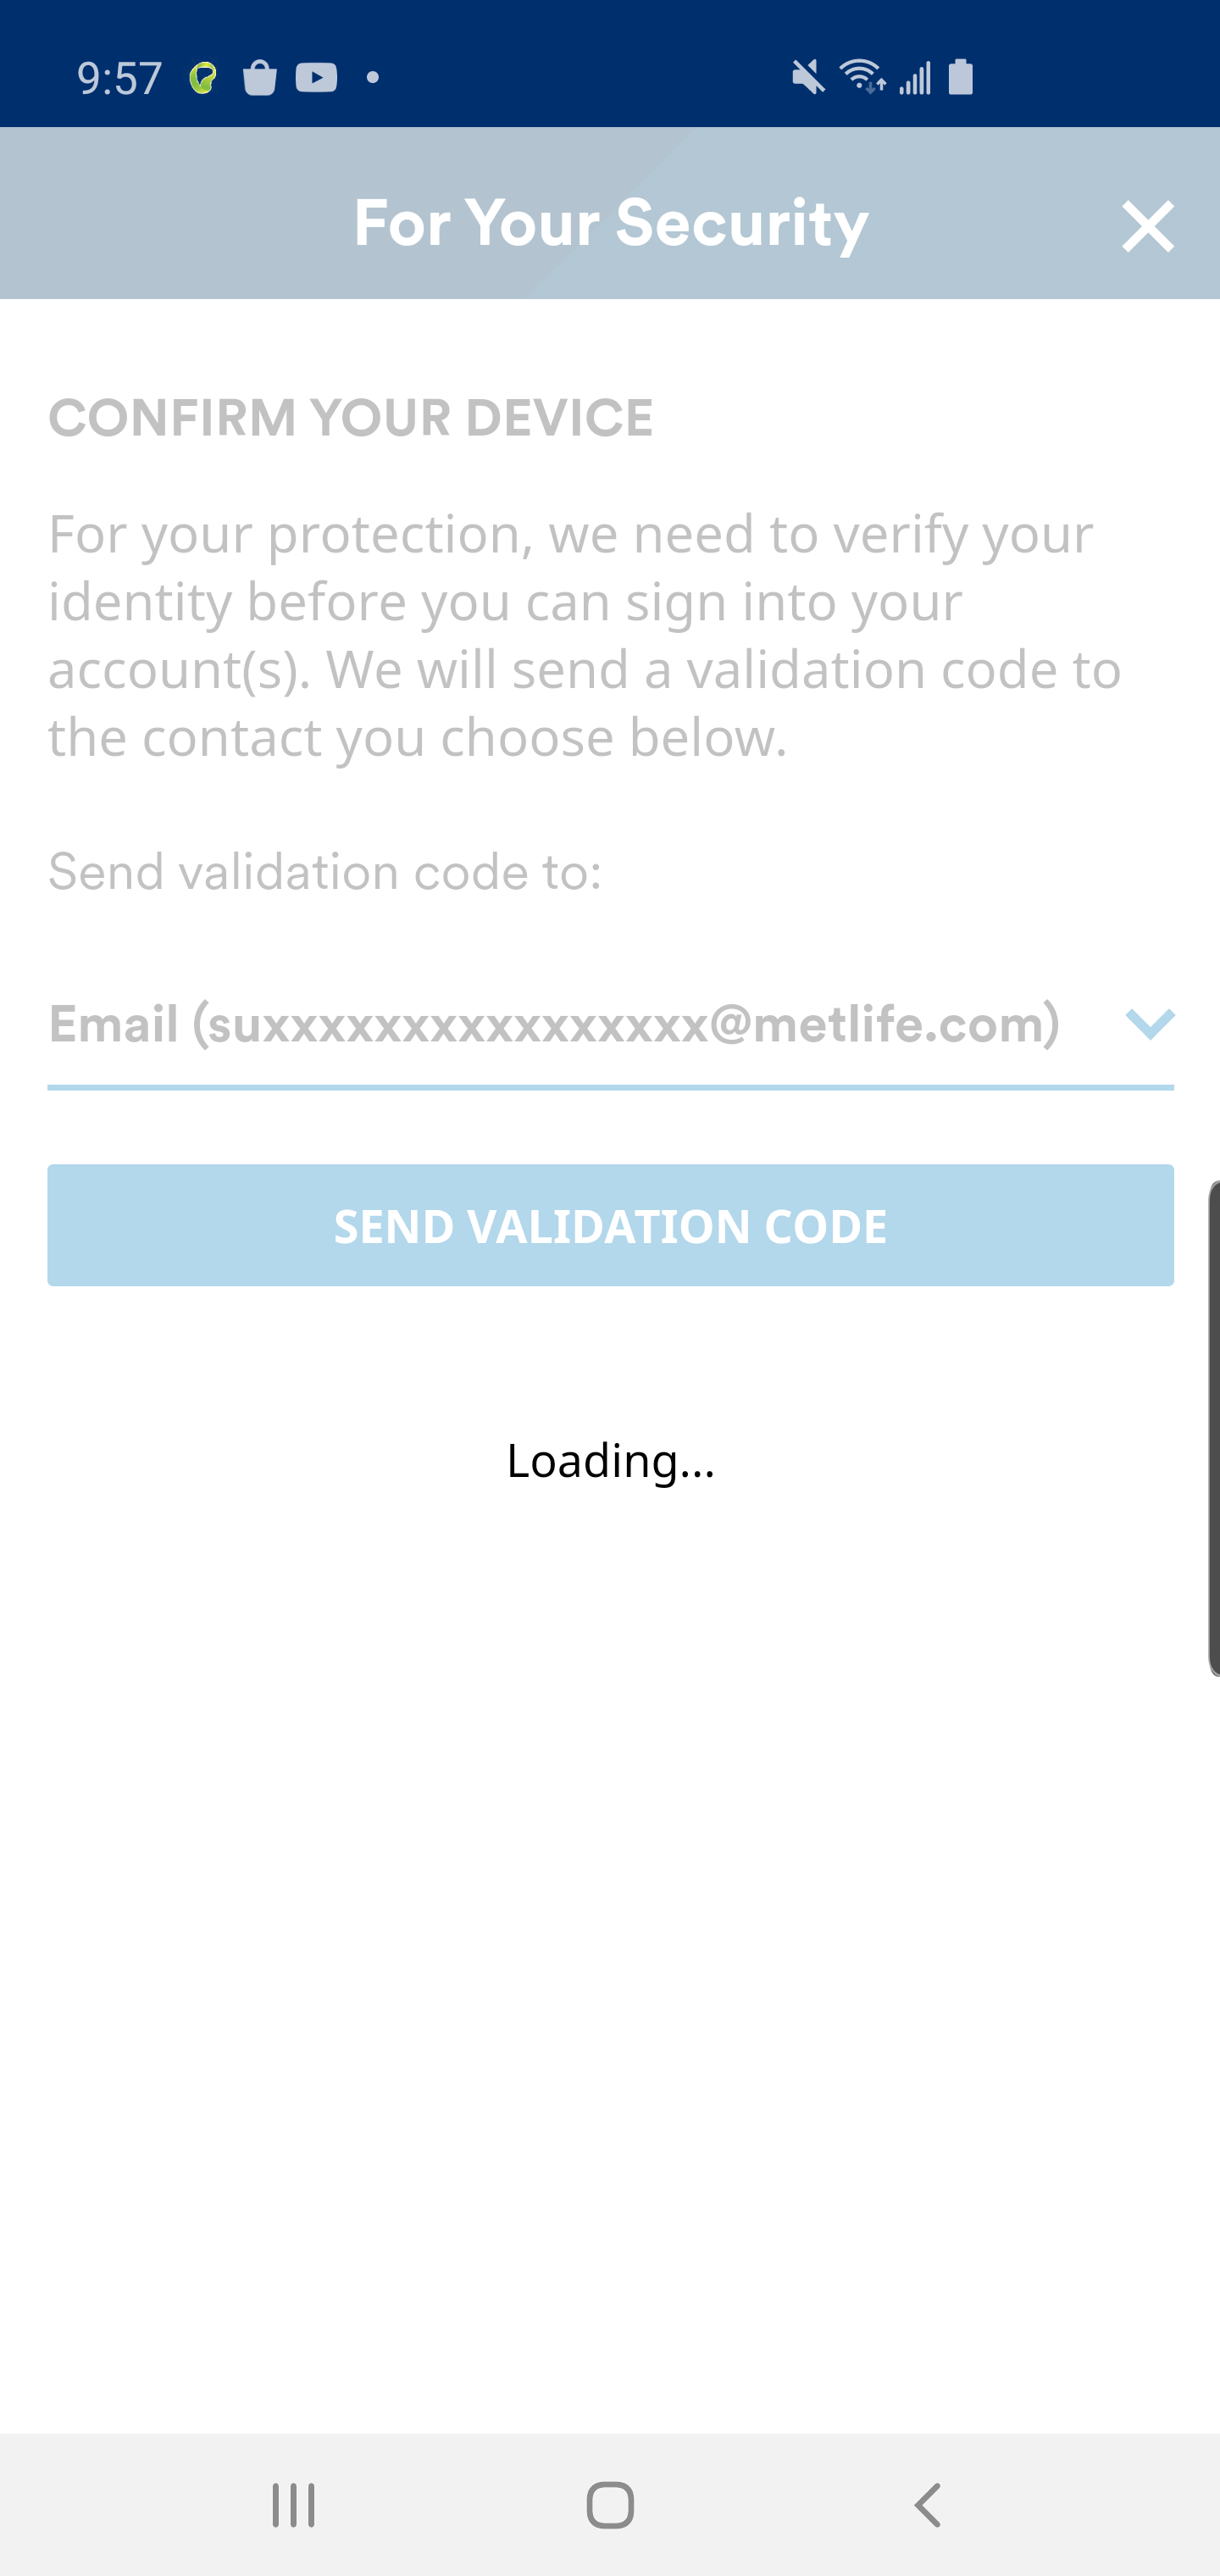 9:57
For Your Security
CONFIRM YOUR DEVICE
For your protection, we need to verify your
identity before you can sign into your
account(s). We will send a validation code to
the contact you choose below.
Send validation code to:
Email (suxxxxxxxxxxxxxxxx@metlife.com)
SEND VALIDATION CODE
Loading...